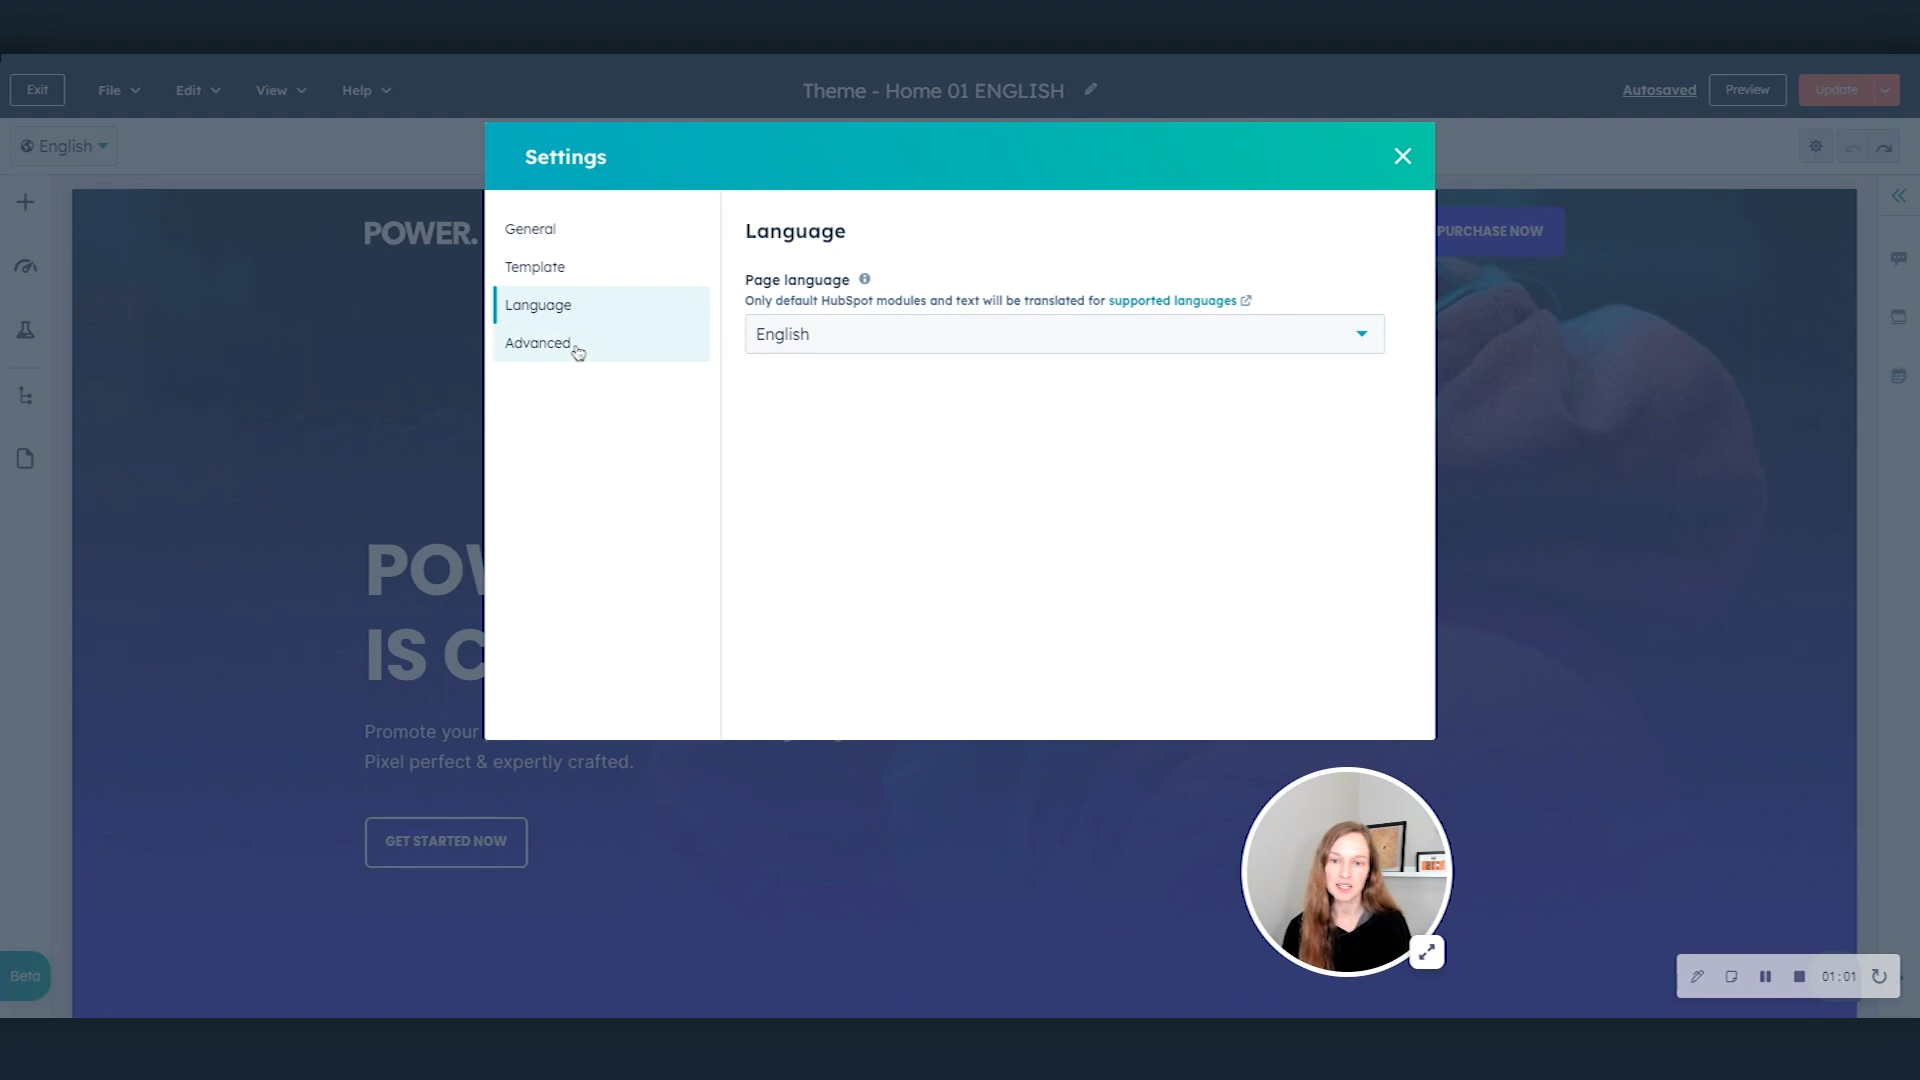 Exit File Edit View Help Theme - Home 01 ENGLISH Autosaved Preview Update
English
Settings
POWER.
PURCHASE NOW
General
Template
Language
Advanced
Language
Page language
Only default HubSpot modules and text will be translated for supported languages
English
POW
IS C
Promote your
Pixel perfect & expertly crafted.
GET STARTED NOW
Beta
01:01